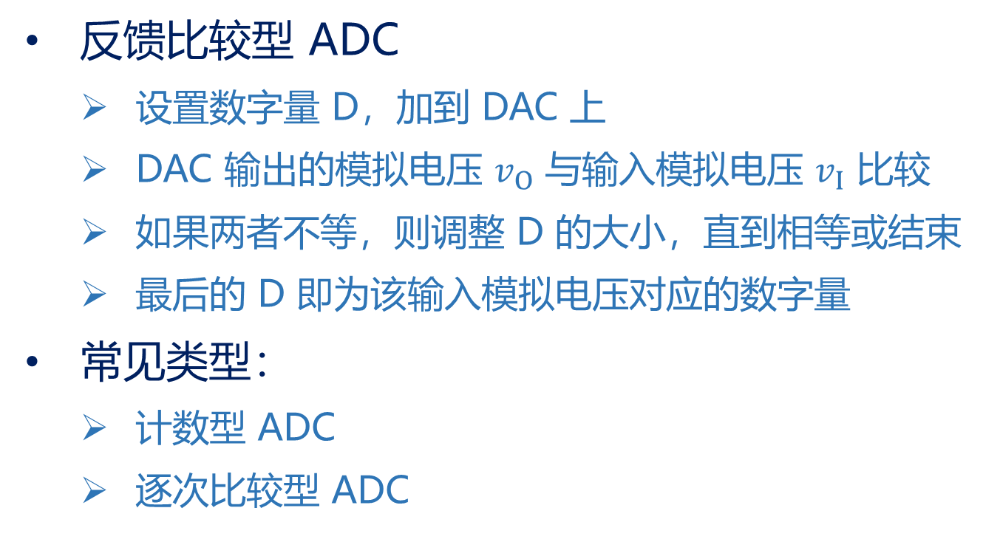 • 反馈比较型 ADC
➢ 设置数字量 D，加到 DAC 上
➢ DAC 输出的模拟电压 𝑣O 与输入模拟电压 𝑣I 比较
➢ 如果两者不等，则调整 D 的大小，直到相等或结束
➢ 最后的 D 即为该输入模拟电压对应的数字量
• 常见类型：
➢ 计数型 ADC
➢ 逐次比较型 ADC